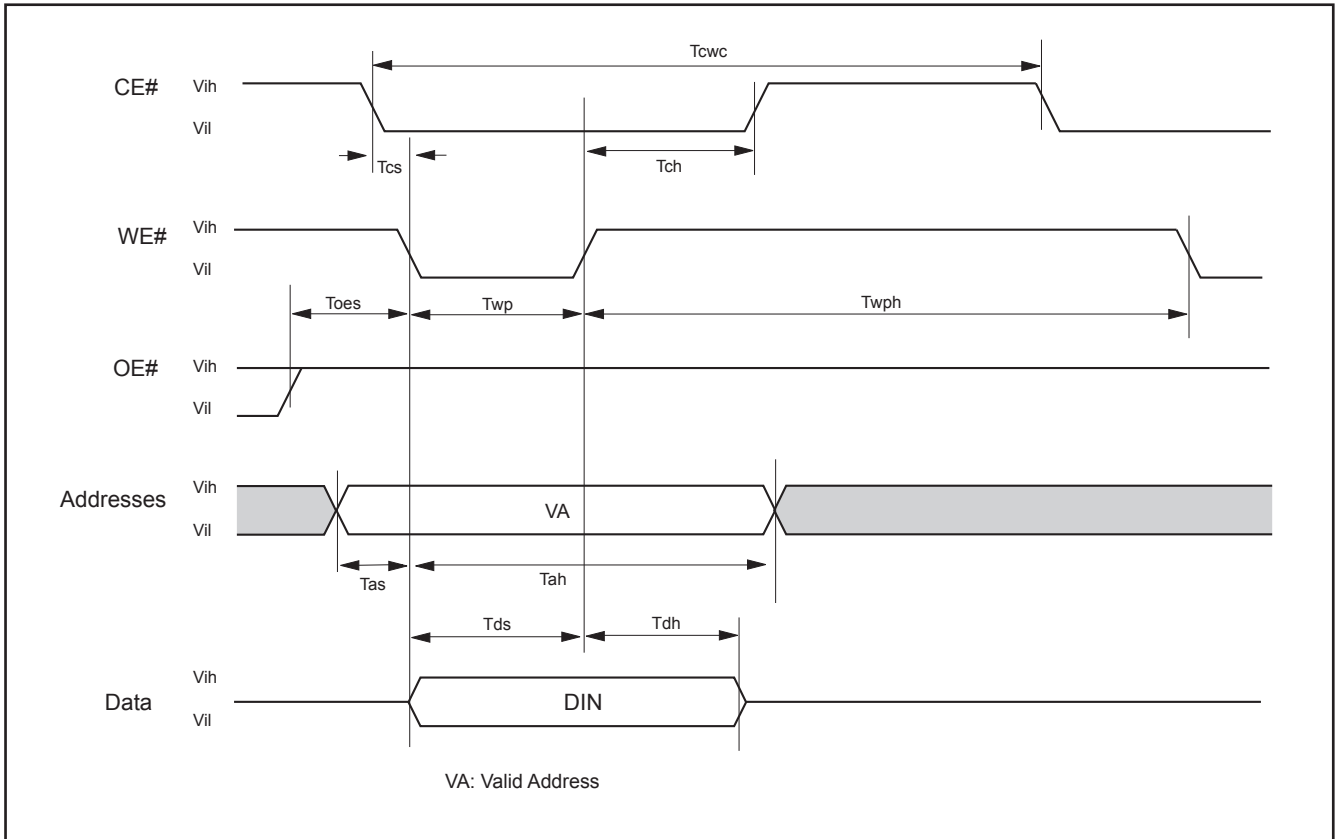 Tcwc
CE#
Vih
Vil
Tcs
Tch
WE#
Vih
Vil
Toes
Twp
Twph
OE#
Vih
Vil
Addresses
Vih
Vil
VA
Tas
Tah
Tds
Tdh
Data
Vih
Vil
DIN
VA: Valid Address